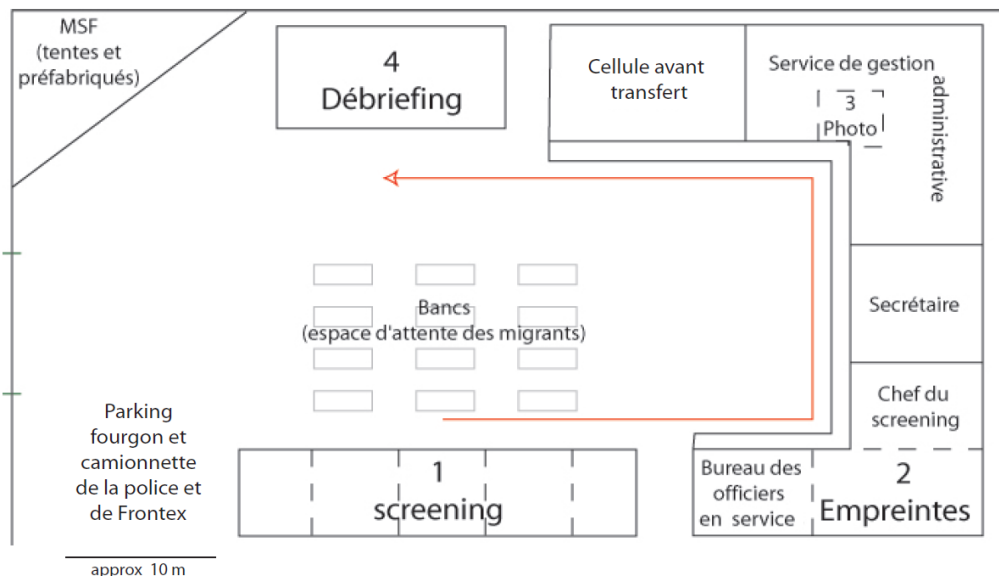 MSF
(tentes et
préfabriqués)
4
Débriefing
Cellule avant
transfert
Service de gestion
administrative
3
Photo
Bancs
(espace d'attente des migrants)
Secrétaire
Chef du
screening
Parking
fourgon et
camionnette
de la police et
de Frontex
1
screening
Bureau des
officiers
en service
2
Empreintes
approx 10 m